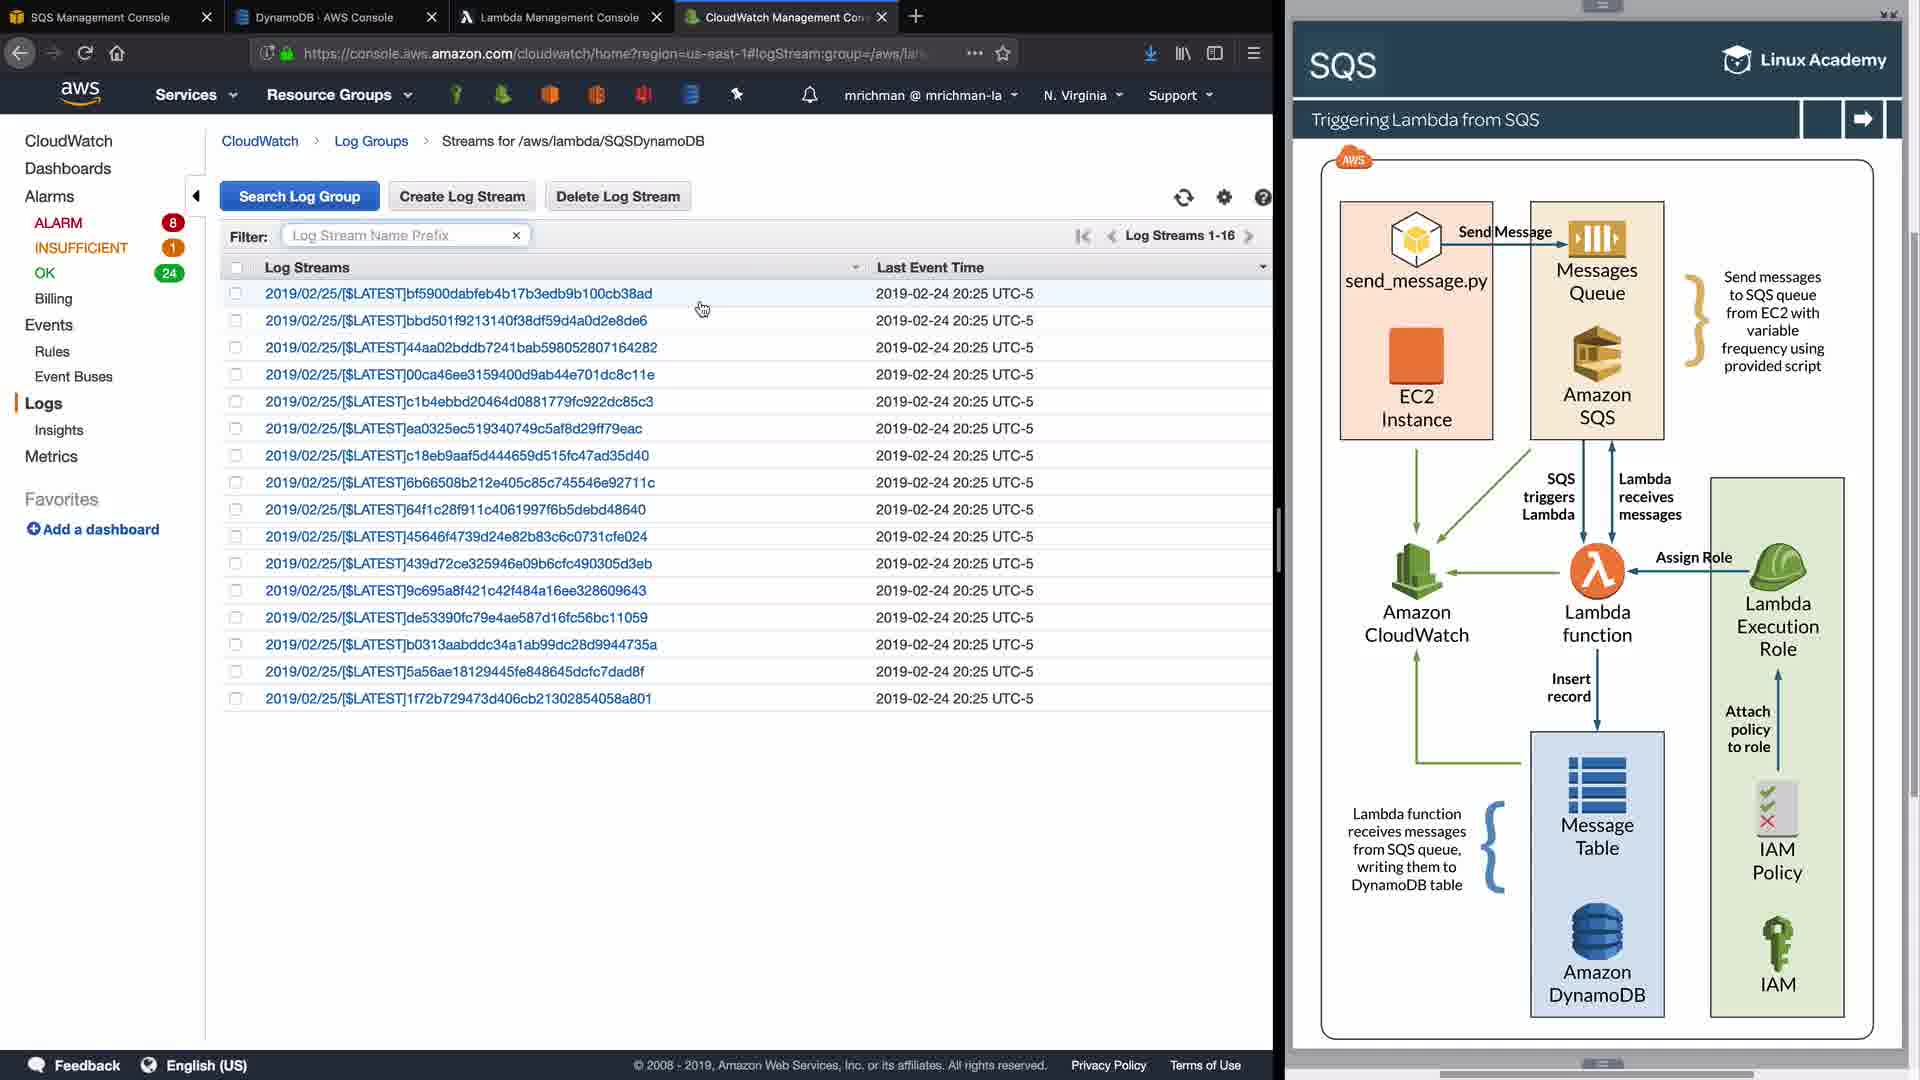 SQS Management Console
DynamoDB · AWS Console
Lambda Management Console
CloudWatch Management Con
https://console.aws.amazon.com/cloudwatch/home?region=us-east-1#logStream:group=/aws/lan
aws
Services
Resource Groups
mrichman @ mrichman-la
N. Virginia
Support
CloudWatch
Dashboards
Alarms
ALARM 8
INSUFFICIENT 1
OK 24
Billing
Events
Rules
Event Buses
Logs
Insights
Metrics
Favorites
Add a dashboard
CloudWatch > Log Groups > Streams for /aws/lambda/SQSDynamoDB
Search Log Group
Create Log Stream
Delete Log Stream
Filter: Log Stream Name Prefix
Log Streams 1-16
Log Streams Last Event Time
2019/02/25/[$LATEST]bf5900dabfeb4b17b3edb9b100cb38ad 2019-02-24 20:25 UTC-5
2019/02/25/[$LATEST]bbd501f9213140f38df59d4a0d2e8de6 2019-02-24 20:25 UTC-5
2019/02/25/[$LATEST]44aa02bddb7241bab598052807164282 2019-02-24 20:25 UTC-5
2019/02/25/[$LATEST]00ca46ee3159400d9ab44e701dc8c11e 2019-02-24 20:25 UTC-5
2019/02/25/[$LATEST]c1b4ebbd20464d0881779fc922dc85c3 2019-02-24 20:25 UTC-5
2019/02/25/[$LATEST]ea0325ec519340749c5af8d29ff79eac 2019-02-24 20:25 UTC-5
2019/02/25/[$LATEST]c18eb9aaf5d444659d515fc47ad35d40 2019-02-24 20:25 UTC-5
2019/02/25/[$LATEST]6b66508b212e405c85c745546e92711c 2019-02-24 20:25 UTC-5
2019/02/25/[$LATEST]64f1c28f911c4061997f6b5debd48640 2019-02-24 20:25 UTC-5
2019/02/25/[$LATEST]45646f4739d24e82b83c6c0731cfe024 2019-02-24 20:25 UTC-5
2019/02/25/[$LATEST]439d72ce325946e09b6cfc490305d3eb 2019-02-24 20:25 UTC-5
2019/02/25/[$LATEST]9c695a8f421c42f484a16ee328609643 2019-02-24 20:25 UTC-5
2019/02/25/[$LATEST]de53390fc79e4ae587d16fc56bc11059 2019-02-24 20:25 UTC-5
2019/02/25/[$LATEST]b0313aabddc34a1ab99dc28d9944735a 2019-02-24 20:25 UTC-5
2019/02/25/[$LATEST]5a56ae18129445fe848645dcfc7dad8f 2019-02-24 20:25 UTC-5
2019/02/25/[$LATEST]1f72b729473d406cb21302854058a801 2019-02-24 20:25 UTC-5
Feedback
English (US)
© 2008 - 2019, Amazon Web Services, Inc. or its affiliates. All rights reserved.
Privacy Policy
Terms of Use
SQS
Linux Academy
Triggering Lambda from SQS
AWS
Send Message
send_message.py
EC2
Instance
Messages
Queue
Amazon
SQS
Send messages
to SQS queue
from EC2 with
variable
frequency using
provided script
SQS
triggers
Lambda
Lambda
receives
messages
Assign Role
Amazon
CloudWatch
Lambda
function
Lambda
Execution
Role
Insert
record
Attach
policy
to role
Lambda function
receives messages
from SQS queue,
writing them to
DynamoDB table
Message
Table
Amazon
DynamoDB
IAM
Policy
IAM